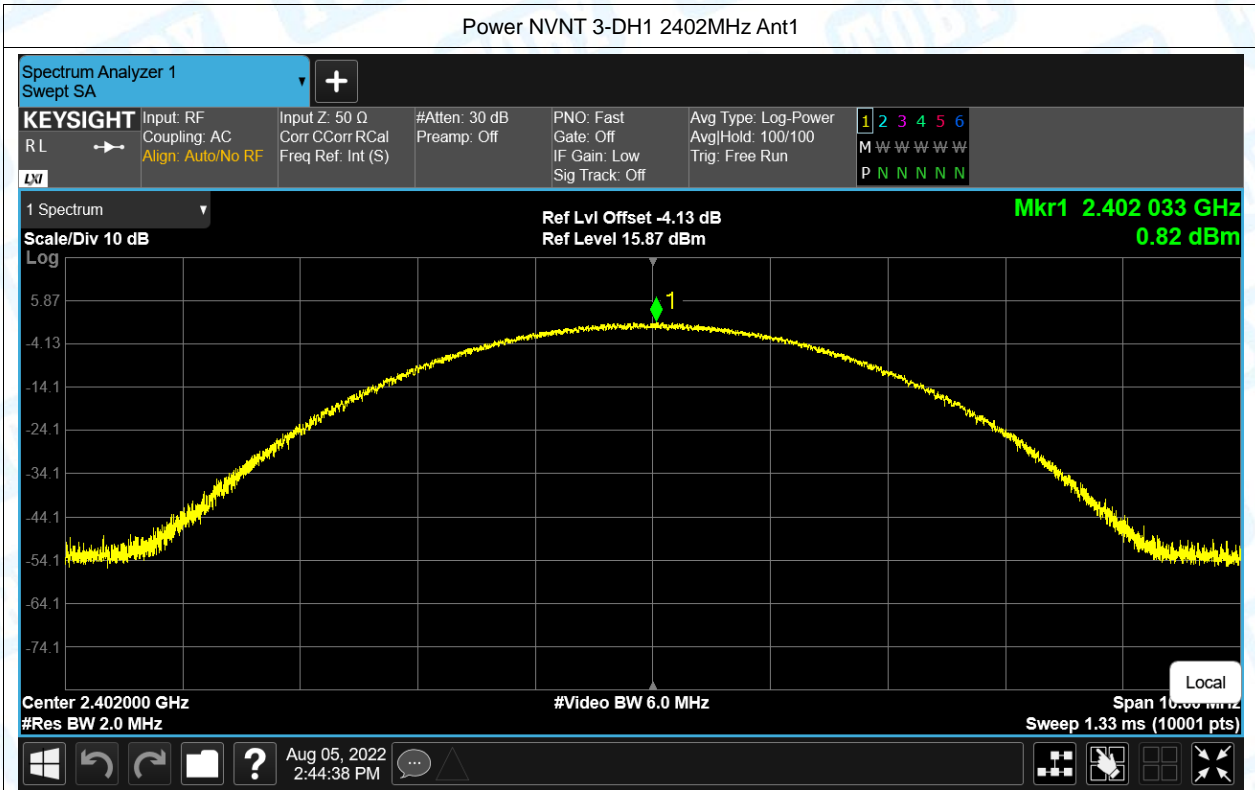 Power NVNT 3-DH1 2402MHz Ant1
Spectrum Analyzer 1
Swept SA
+
KEYSIGHT
R L
LXI
Input: RF
Coupling: AC
Align: Auto/No RF
Input Z: 50 Ω
Corr CCorr RCal
Freq Ref: Int (S)
#Atten: 30 dB
Preamp: Off
PNO: Fast
Gate: Off
IF Gain: Low
Sig Track: Off
Avg Type: Log-Power
Avg|Hold: 100/100
Trig: Free Run
1 2 3 4 5 6
M W W W W W
P N N N N N
1 Spectrum
Scale/Div 10 dB
Log
Ref Lvl Offset -4.13 dB
Ref Level 15.87 dBm
Mkr1 2.402 033 GHz
0.82 dBm
1
5.87
-4.13
-14.1
-24.1
-34.1
-44.1
-54.1
-64.1
-74.1
Local
Center 2.402000 GHz
#Video BW 6.0 MHz
Span 10.00 MHz
#Res BW 2.0 MHz
Sweep 1.33 ms (10001 pts)
?
Aug 05, 2022
2:44:38 PM